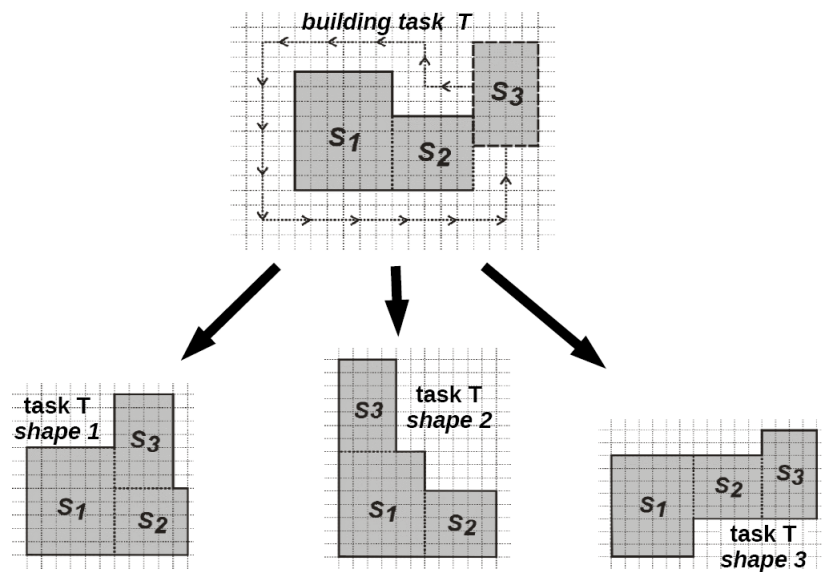 building task T
S3
S1
S2
task T
shape 1
S3
S1
S2
task T
shape 2
S3
S1
S2
S1
S2
S3
task T
shape 3